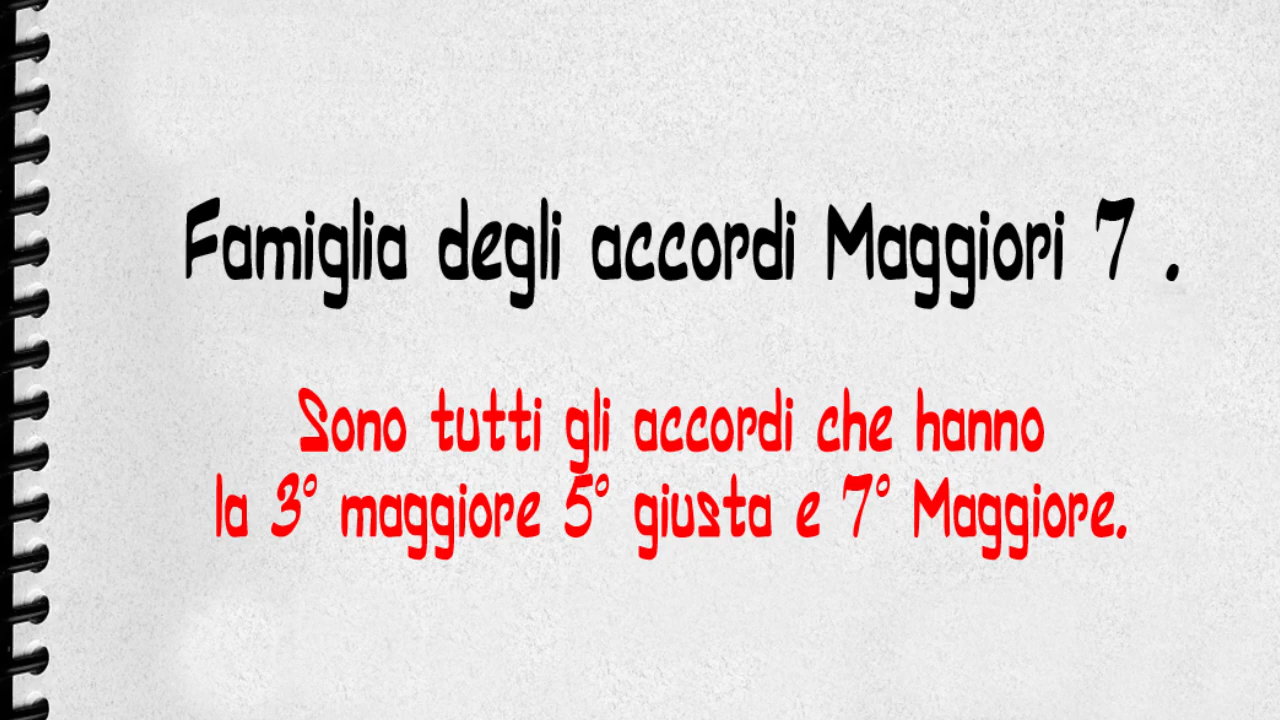 Famiglia degli accordi Maggiori 7 .
Sono tutti gli accordi che hanno
la 3° maggiore 5° giusta e 7° Maggiore.